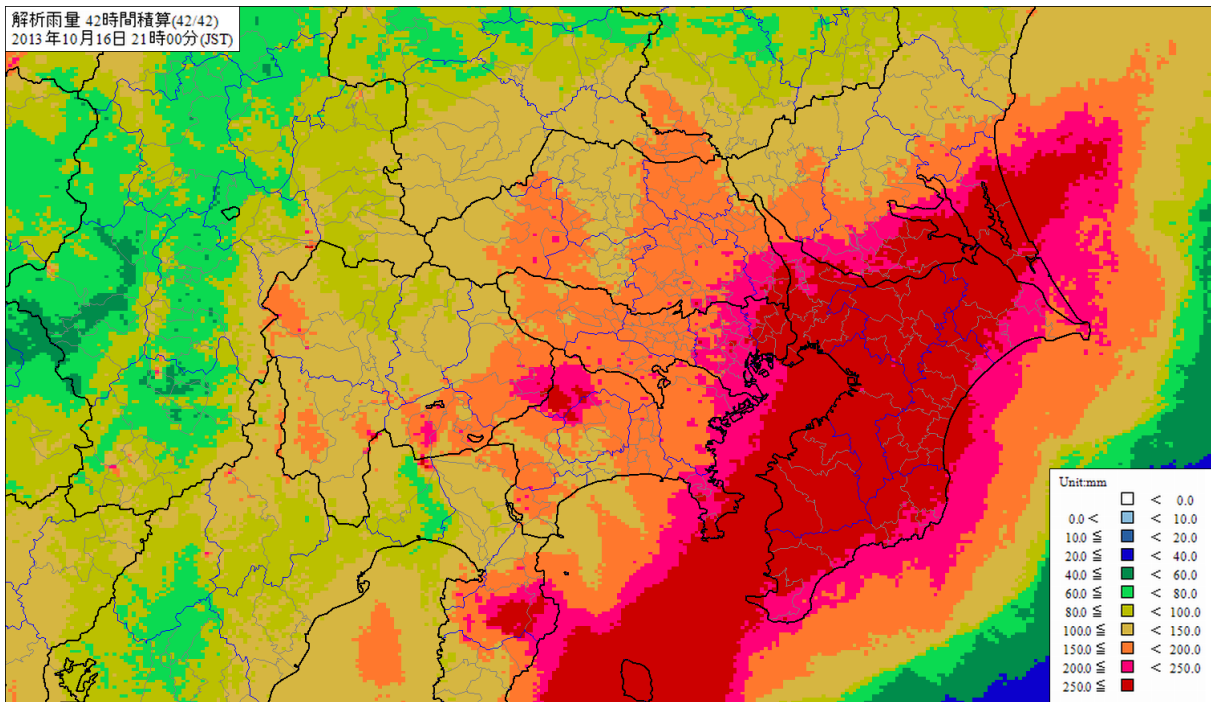 解析雨量 42時間積算(42/42)
2013年10月16日 21時00分(JST)
Unit:mm
< 0.0
0.0 < < 10.0
10.0 ≦ < 20.0
20.0 ≦ < 40.0
40.0 ≦ < 60.0
60.0 ≦ < 80.0
80.0 ≦ < 100.0
100.0 ≦ < 150.0
150.0 ≦ < 200.0
200.0 ≦ < 250.0
250.0 ≦